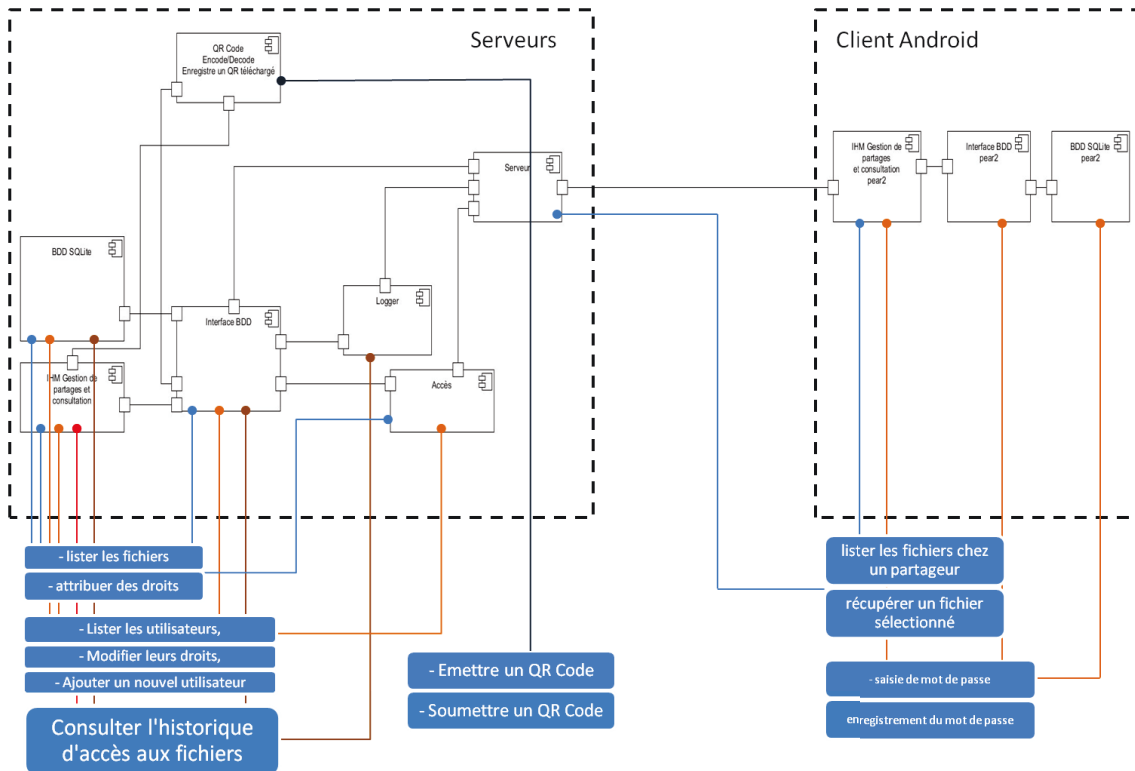 Serveurs
QR Code
Encode/Decode
Enregistre un QR téléchargé
Serveur
BDD SQLite
Interface BDD
Logger
Accès
IHM Gestion de
partages et
consultation
- lister les fichiers
- attribuer des droits
- Lister les utilisateurs,
- Modifier leurs droits,
- Ajouter un nouvel utilisateur
Consulter l'historique
d'accès aux fichiers
- Emettre un QR Code
- Soumettre un QR Code
Client Android
IHM Gestion de
partages
et consultation
pear2
Interface BDD
pear2
BDD SQLite
pear2
lister les fichiers chez
un partageur
récupérer un fichier
sélectionné
- saisie de mot de passe
enregistrement du mot de passe